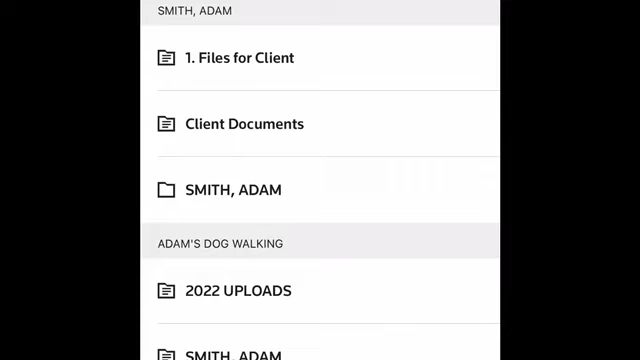 SMITH, ADAM
1. Files for Client
Client Documents
SMITH, ADAM
ADAM'S DOG WALKING
2022 UPLOADS
SMITH, ADAM